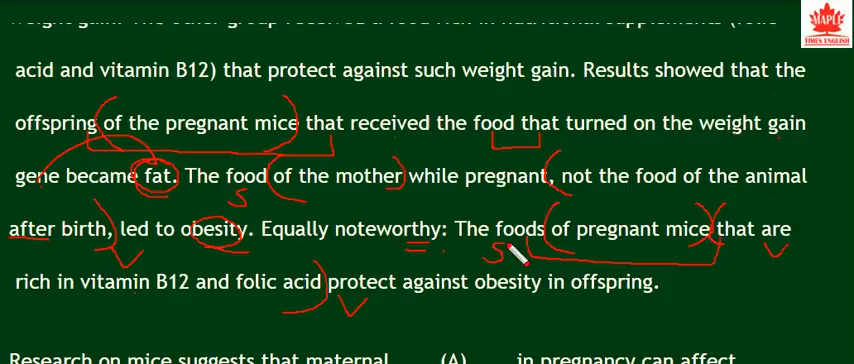 MAPLE
TIMES ENGLISH
acid and vitamin B12) that protect against such weight gain. Results showed that the
offspring of the pregnant mice that received the food that turned on the weight gain
gene became fat. The food of the mother while pregnant, not the food of the animal
S
after birth, led to obesity. Equally noteworthy: The foods of pregnant mice that are
S
V
rich in vitamin B12 and folic acid protect against obesity in offspring.
V
Research on mice suggests that maternal (A) in pregnancy can affect